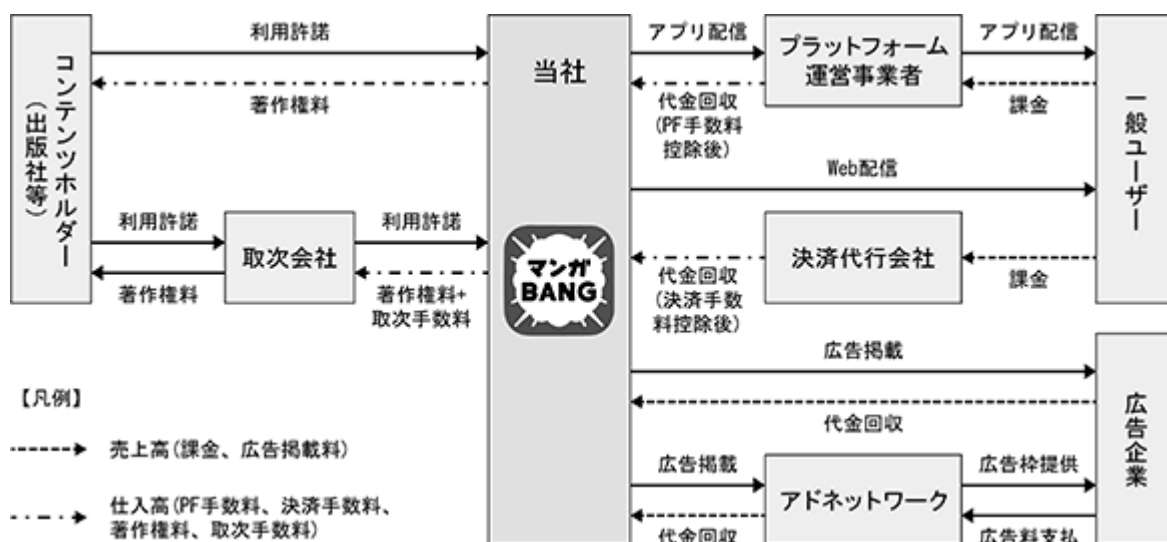 コンテンツホルダー
(出版社等)
利用許諾
著作権料
利用許諾
著作権料
取次会社
利用許諾
著作権料+
取次手数料
当社
マンガ
BANG
アプリ配信
代金回収
(PF手数料
控除後)
プラットフォーム
運営事業者
アプリ配信
課金
Web配信
代金回収
(決済手数
料控除後)
決済代行会社
課金
一般ユーザー
広告掲載
代金回収
広告掲載
代金回収
アドネットワーク
広告枠提供
広告料支払
広告企業
【凡例】
売上高(課金、広告掲載料)
仕入高(PF手数料、決済手数料、
著作権料、取次手数料)